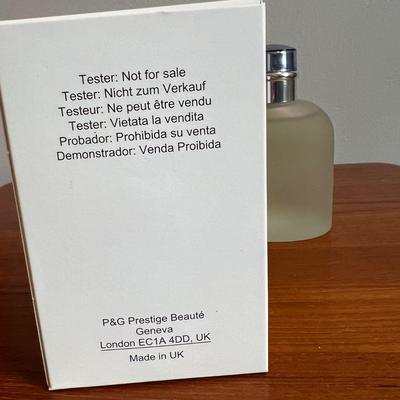 Tester: Not for sale
Tester: Nicht zum Verkauf
Testeur: Ne peut être vendu
Tester: Vietata la vendita
Probador: Prohibida su venta
Demonstrador: Venda Proibida
P&G Prestige Beauté
Geneva
London EC1A 4DD, UK
Made in UK